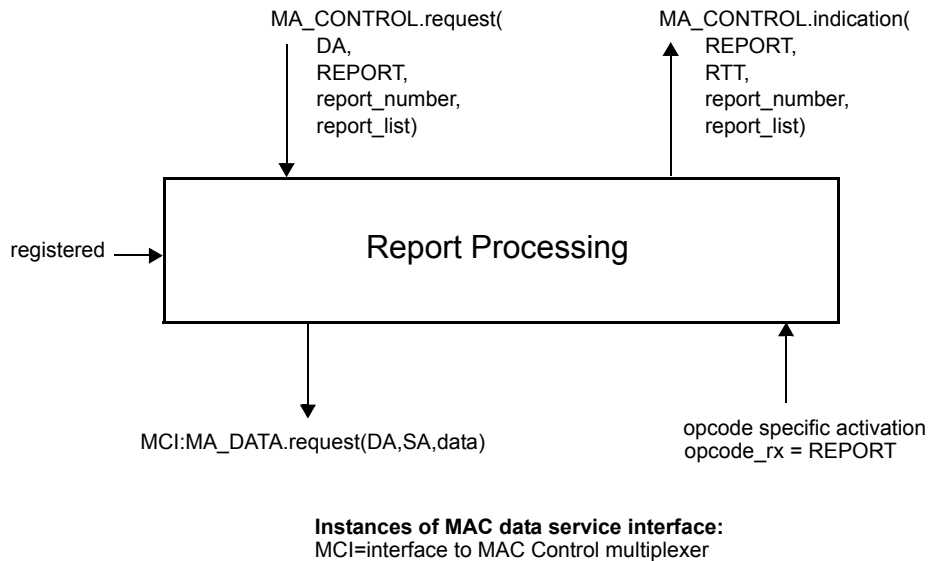 MA_CONTROL.request(
DA,
REPORT,
report_number,
report_list)
MA_CONTROL.indication(
REPORT,
RTT,
report_number,
report_list)
registered
Report Processing
MCI:MA_DATA.request(DA,SA,data)
opcode specific activation
opcode_rx = REPORT
Instances of MAC data service interface:
MCI=interface to MAC Control multiplexer